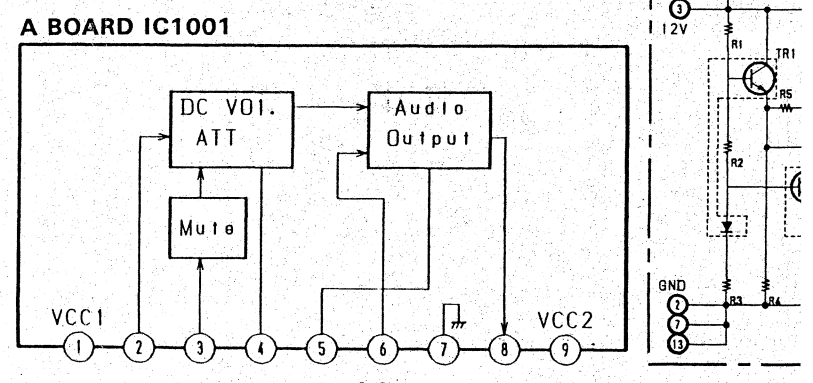 A BOARD IC1001
DC VOl.
ATT
Audio
Output
Mute
VCC1
VCC2
1
2
3
4
5
6
7
8
9
3
12V
R1
TR1
R5
R2
GND
2
R3
R4
7
13